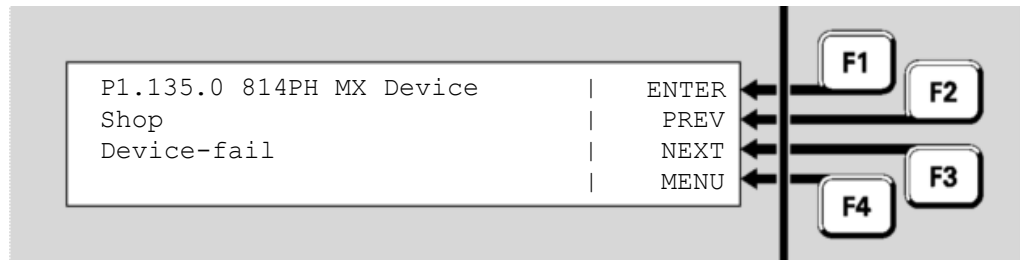 P1.135.0 814PH MX Device | ENTER
Shop | PREV
Device-fail | NEXT
| MENU
F1
F2
F3
F4